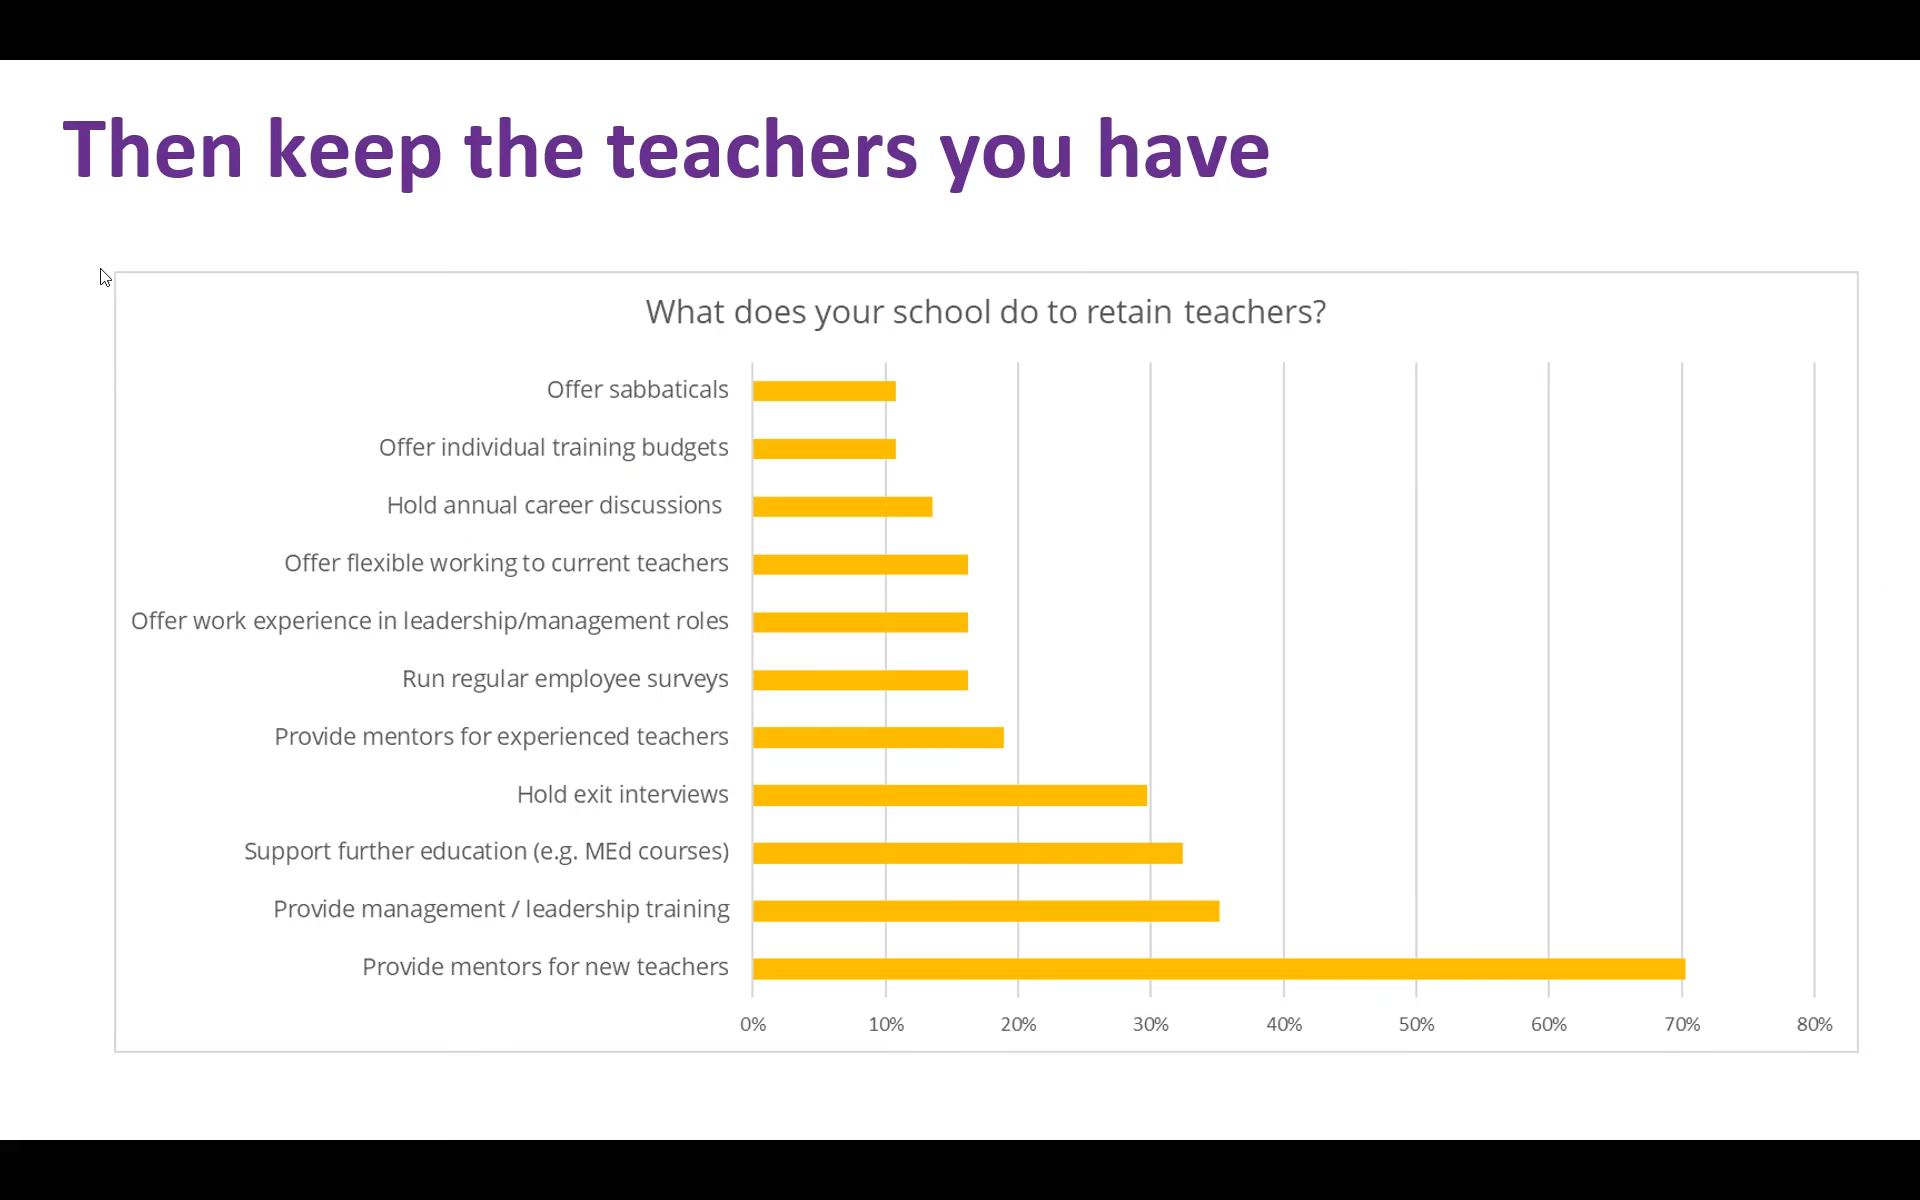 Then keep the teachers you have
What does your school do to retain teachers?
Offer sabbaticals
Offer individual training budgets
Hold annual career discussions
Offer flexible working to current teachers
Offer work experience in leadership/management roles
Run regular employee surveys
Provide mentors for experienced teachers
Hold exit interviews
Support further education (e.g. MEd courses)
Provide management / leadership training
Provide mentors for new teachers
0% 10% 20% 30% 40% 50% 60% 70% 80%